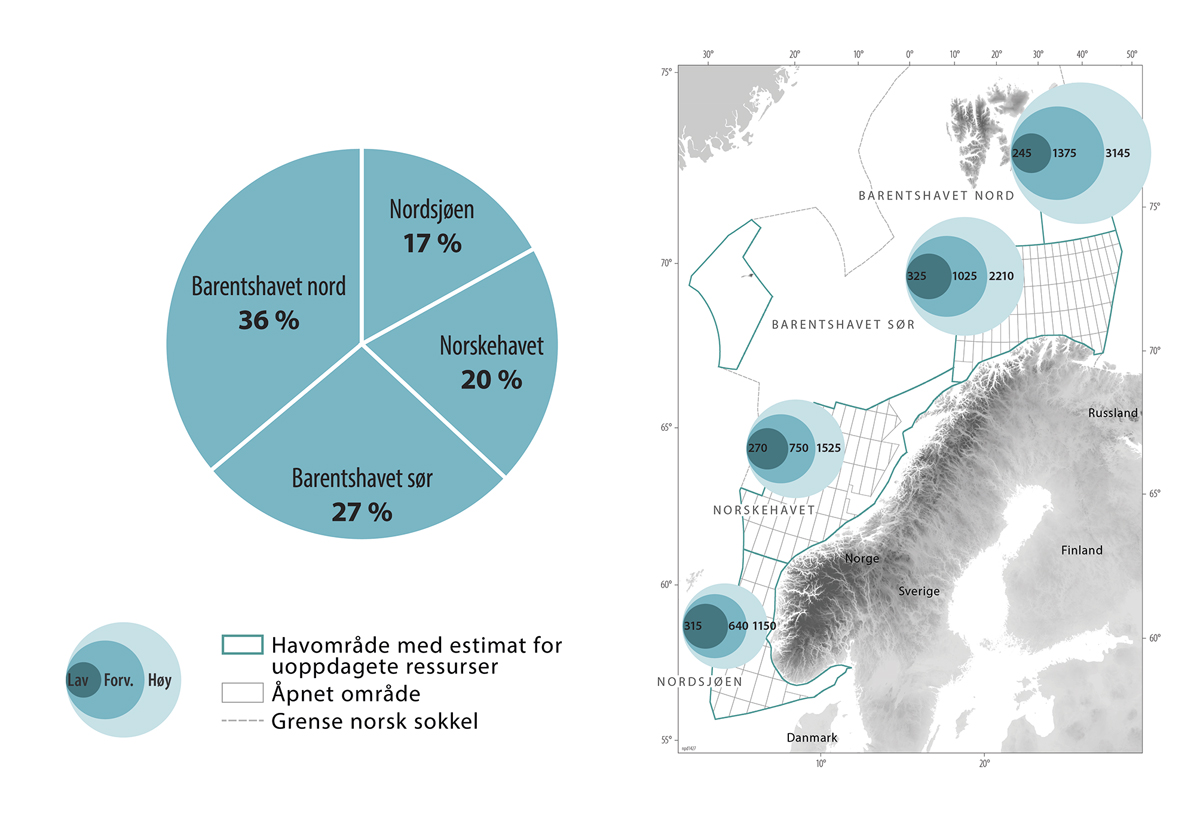 Nordsjøen
17 %
Barentshavet nord
36 %
Norskehavet
20 %
Barentshavet sør
27 %
Lav Forv. Høy
Havområde med estimat for
uoppdagete ressurser
Åpnet område
Grense norsk sokkel
30° 20° 10° 0° 10° 20° 30° 40° 50°
75°
245 1375 3145
BARENTSHAVET NORD
75°
70°
325 1025 2210
BARENTSHAVET SØR
70°
Russland
65°
270 750 1525
65°
NORSKEHAVET
Norge
Finland
60°
Sverige
315 640 1150
60°
NORDSJØEN
Danmark
55°
npd1427
10° 20°